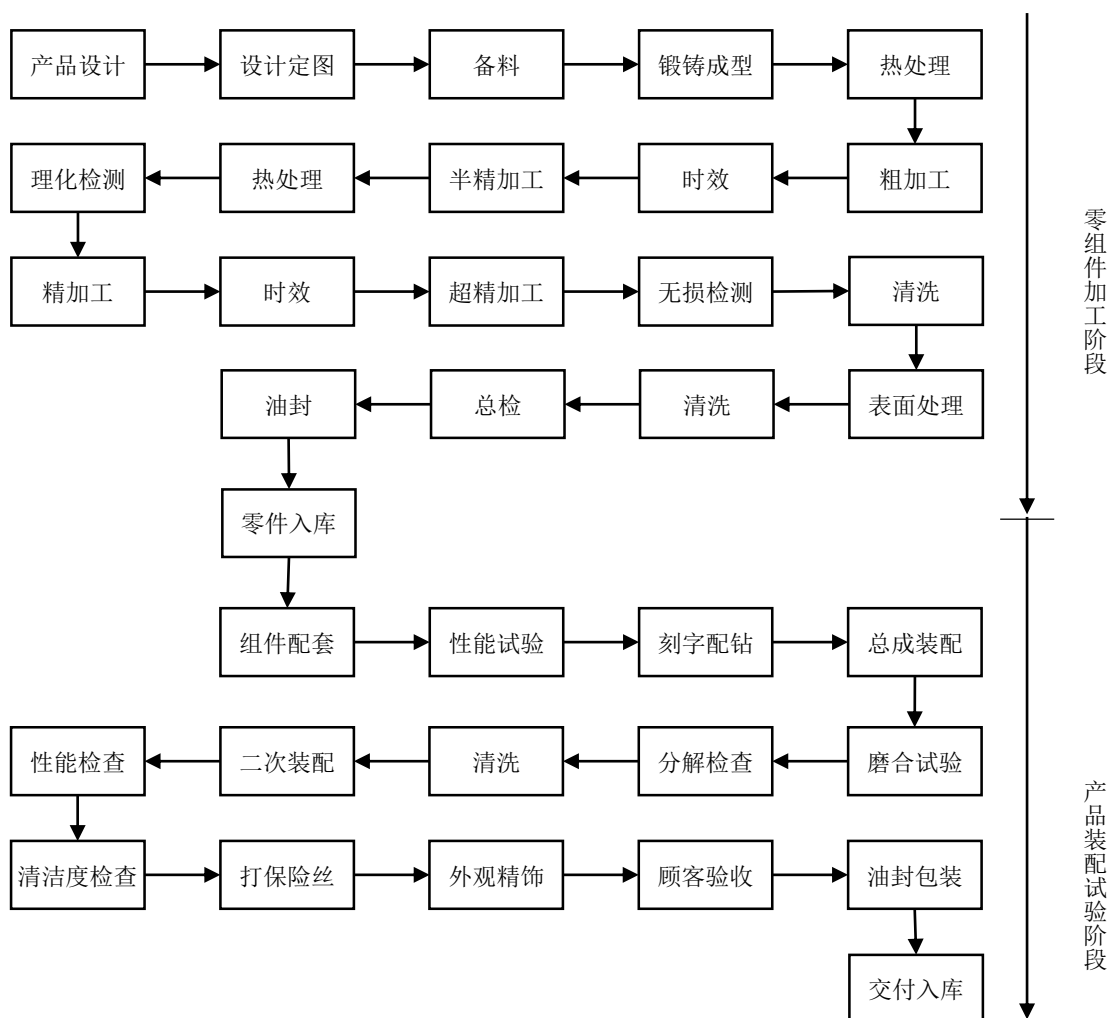 产品设计
设计定图
备料
锻铸成型
热处理
理化检测
热处理
半精加工
时效
粗加工
精加工
时效
超精加工
无损检测
清洗
油封
总检
清洗
表面处理
零件入库
零组件加工阶段
组件配套
性能试验
刻字配钻
总成装配
性能检查
二次装配
清洗
分解检查
磨合试验
清洁度检查
打保险丝
外观精饰
顾客验收
油封包装
交付入库
产品装配试验阶段